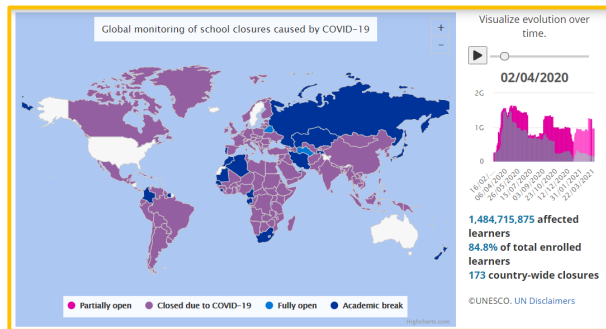 Global monitoring of school closures caused by COVID-19
+
-
Visualize evolution over
time.
02/04/2020
2G
1G
0
16/02/...
06/04/2020
26/05/2020
15/07/2020
03/09/2020
23/10/2020
12/12/2020
31/01/2021
22/03/2021
1,484,715,875 affected
learners
84.8% of total enrolled
learners
173 country-wide closures
©UNESCO. UN Disclaimers
Partially open
Closed due to COVID-19
Fully open
Academic break
Highcharts.com